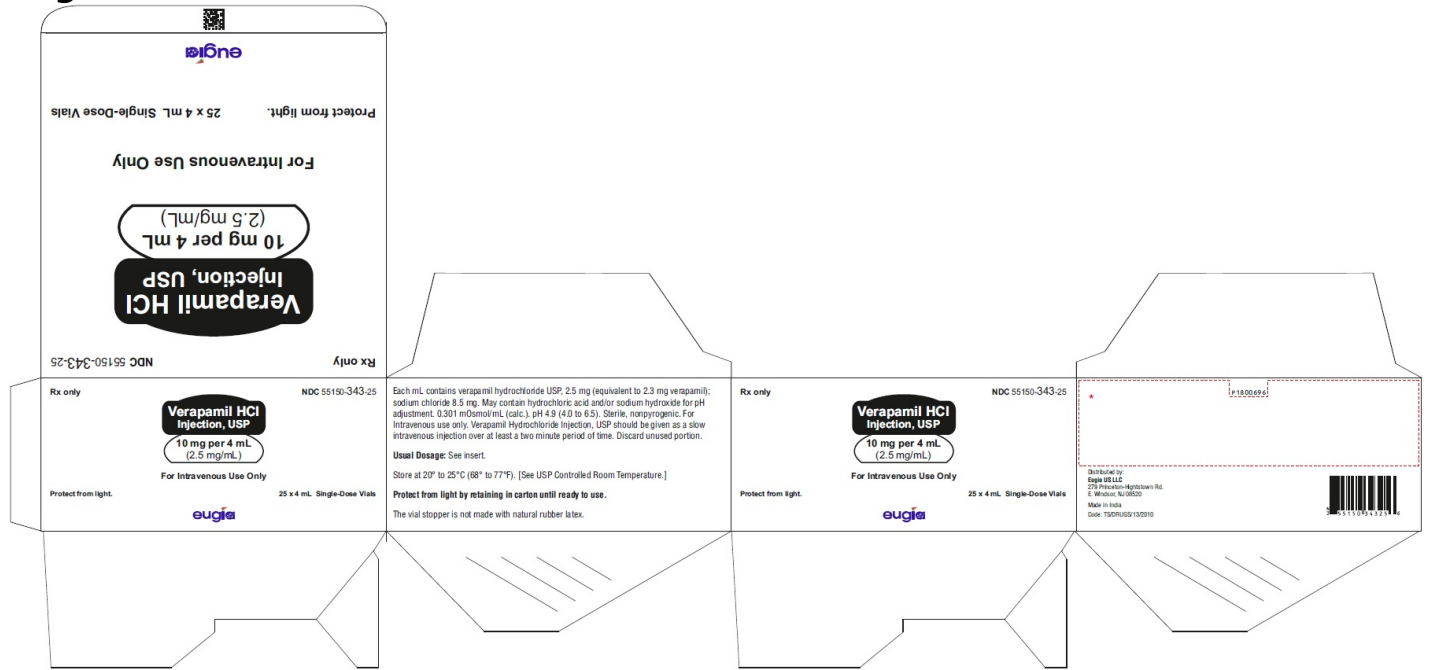 eugia
Protect from light. 25 x 4 mL Single-Dose Vials
For Intravenous Use Only
10 mg per 4 mL
(2.5 mg/mL)
Verapamil HCl
Injection, USP
Rx only NDC 55150-343-25
Rx only NDC 55150-343-25
Verapamil HCl
Injection, USP
10 mg per 4 mL
(2.5 mg/mL)
For Intravenous Use Only
Protect from light. 25 x 4 mL Single-Dose Vials
eugia
Each mL contains verapamil hydrochloride USP, 2.5 mg (equivalent to 2.3 mg verapamil);
sodium chloride 8.5 mg. May contain hydrochloric acid and/or sodium hydroxide for pH
adjustment. 0.301 mOsmol/mL (calc.). pH 4.9 (4.0 to 6.5). Sterile, nonpyrogenic. For
Intravenous use only. Verapamil Hydrochloride Injection, USP should be given as a slow
intravenous injection over at least a two minute period of time. Discard unused portion.
Usual Dosage: See insert.
Store at 20° to 25°C (68° to 77°F). [See USP Controlled Room Temperature.]
Protect from light by retaining in carton until ready to use.
The vial stopper is not made with natural rubber latex.
Rx only NDC 55150-343-25
Verapamil HCl
Injection, USP
10 mg per 4 mL
(2.5 mg/mL)
For Intravenous Use Only
Protect from light. 25 x 4 mL Single-Dose Vials
eugia
P1800696
*
Distributed by:
Eugia US LLC
279 Princeton-Hightstown Rd.
E. Windsor, NJ 08520
Made in India
Code: TS/DRUGS/13/2010
55150 34325